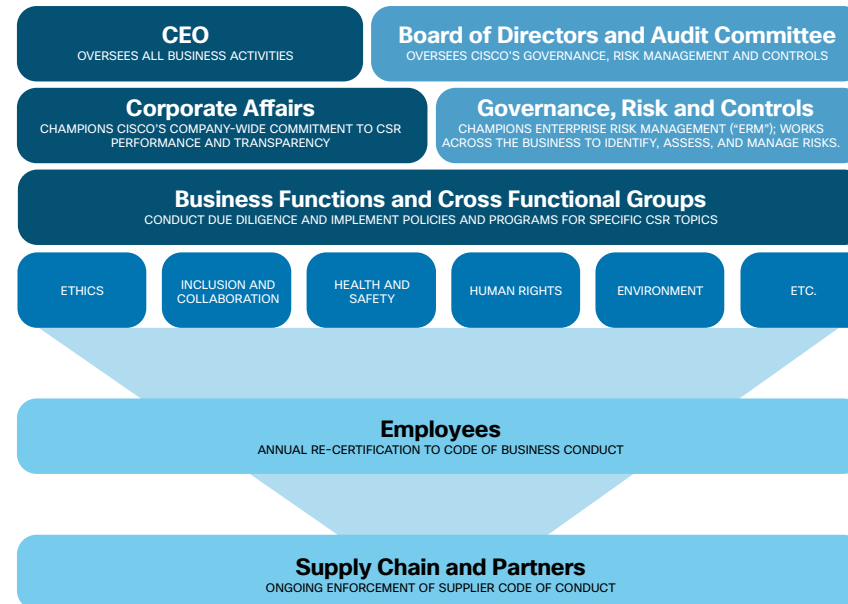 CEO
OVERSEES ALL BUSINESS ACTIVITIES
Board of Directors and Audit Committee
OVERSEES CISCO'S GOVERNANCE, RISK MANAGEMENT AND CONTROLS
Corporate Affairs
CHAMPIONS CISCO'S COMPANY-WIDE COMMITMENT TO CSR
PERFORMANCE AND TRANSPARENCY
Governance, Risk and Controls
CHAMPIONS ENTERPRISE RISK MANAGEMENT ("ERM"); WORKS
ACROSS THE BUSINESS TO IDENTIFY, ASSESS, AND MANAGE RISKS.
Business Functions and Cross Functional Groups
CONDUCT DUE DILIGENCE AND IMPLEMENT POLICIES AND PROGRAMS FOR SPECIFIC CSR TOPICS
ETHICS
INCLUSION AND
COLLABORATION
HEALTH AND
SAFETY
HUMAN RIGHTS
ENVIRONMENT
ETC.
Employees
ANNUAL RE-CERTIFICATION TO CODE OF BUSINESS CONDUCT
Supply Chain and Partners
ONGOING ENFORCEMENT OF SUPPLIER CODE OF CONDUCT